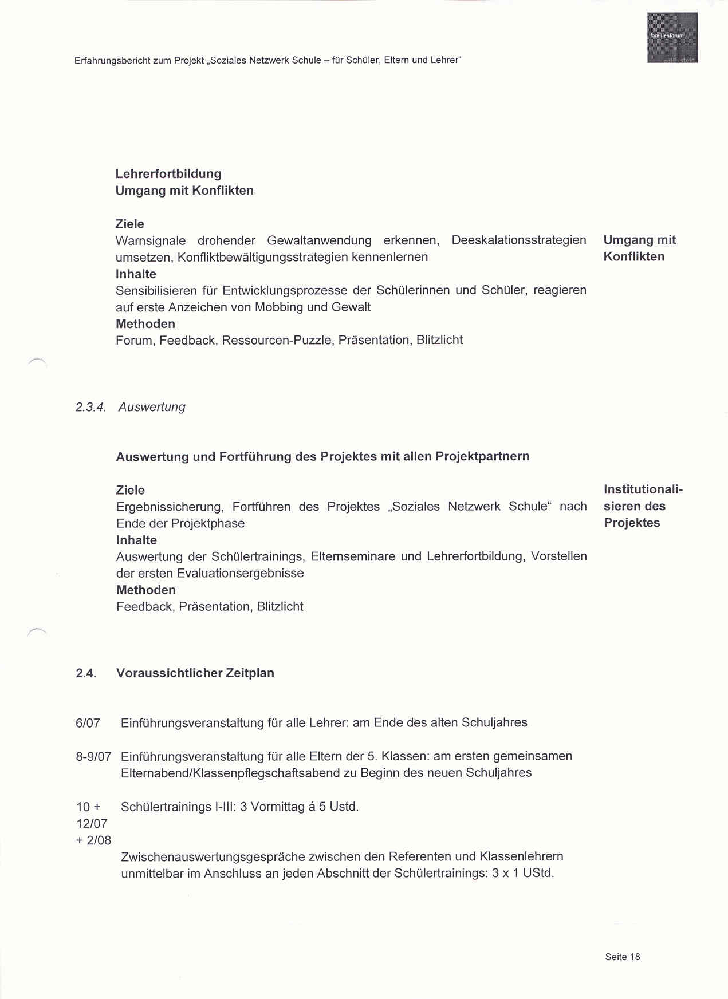 familienforum
edith stein
Erfahrungsbericht zum Projekt „Soziales Netzwerk Schule – für Schüler, Eltern und Lehrer“
Lehrerfortbildung
Umgang mit Konflikten
Ziele
Warnsignale drohender Gewaltanwendung erkennen, Deeskalationsstrategien
umsetzen, Konfliktbewältigungsstrategien kennenlernen
Umgang mit
Konflikten
Inhalte
Sensibilisieren für Entwicklungsprozesse der Schülerinnen und Schüler, reagieren
auf erste Anzeichen von Mobbing und Gewalt
Methoden
Forum, Feedback, Ressourcen-Puzzle, Präsentation, Blitzlicht
2.3.4. Auswertung
Auswertung und Fortführung des Projektes mit allen Projektpartnern
Ziele
Ergebnissicherung, Fortführen des Projektes „Soziales Netzwerk Schule“ nach
Ende der Projektphase
Institutionali-
sieren des
Projektes
Inhalte
Auswertung der Schülertrainings, Elternseminare und Lehrerfortbildung, Vorstellen
der ersten Evaluationsergebnisse
Methoden
Feedback, Präsentation, Blitzlicht
2.4. Voraussichtlicher Zeitplan
6/07 Einführungsveranstaltung für alle Lehrer: am Ende des alten Schuljahres
8-9/07 Einführungsveranstaltung für alle Eltern der 5. Klassen: am ersten gemeinsamen
Elternabend/Klassenpflegschaftsabend zu Beginn des neuen Schuljahres
10 + Schülertrainings I-III: 3 Vormittag á 5 Ustd.
12/07
+ 2/08
Zwischenauswertungsgespräche zwischen den Referenten und Klassenlehrern
unmittelbar im Anschluss an jeden Abschnitt der Schülertrainings: 3 x 1 UStd.
Seite 18